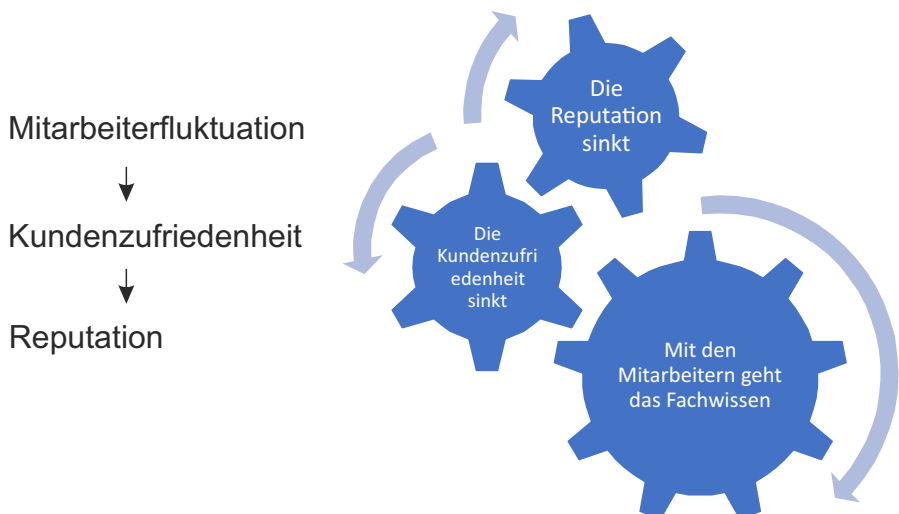 Mitarbeiterfluktuation
Kundenzufriedenheit
Reputation
Die
Reputation
sinkt
Die
Kundenzufri
edenheit
sinkt
Mit den
Mitarbeitern geht
das Fachwissen